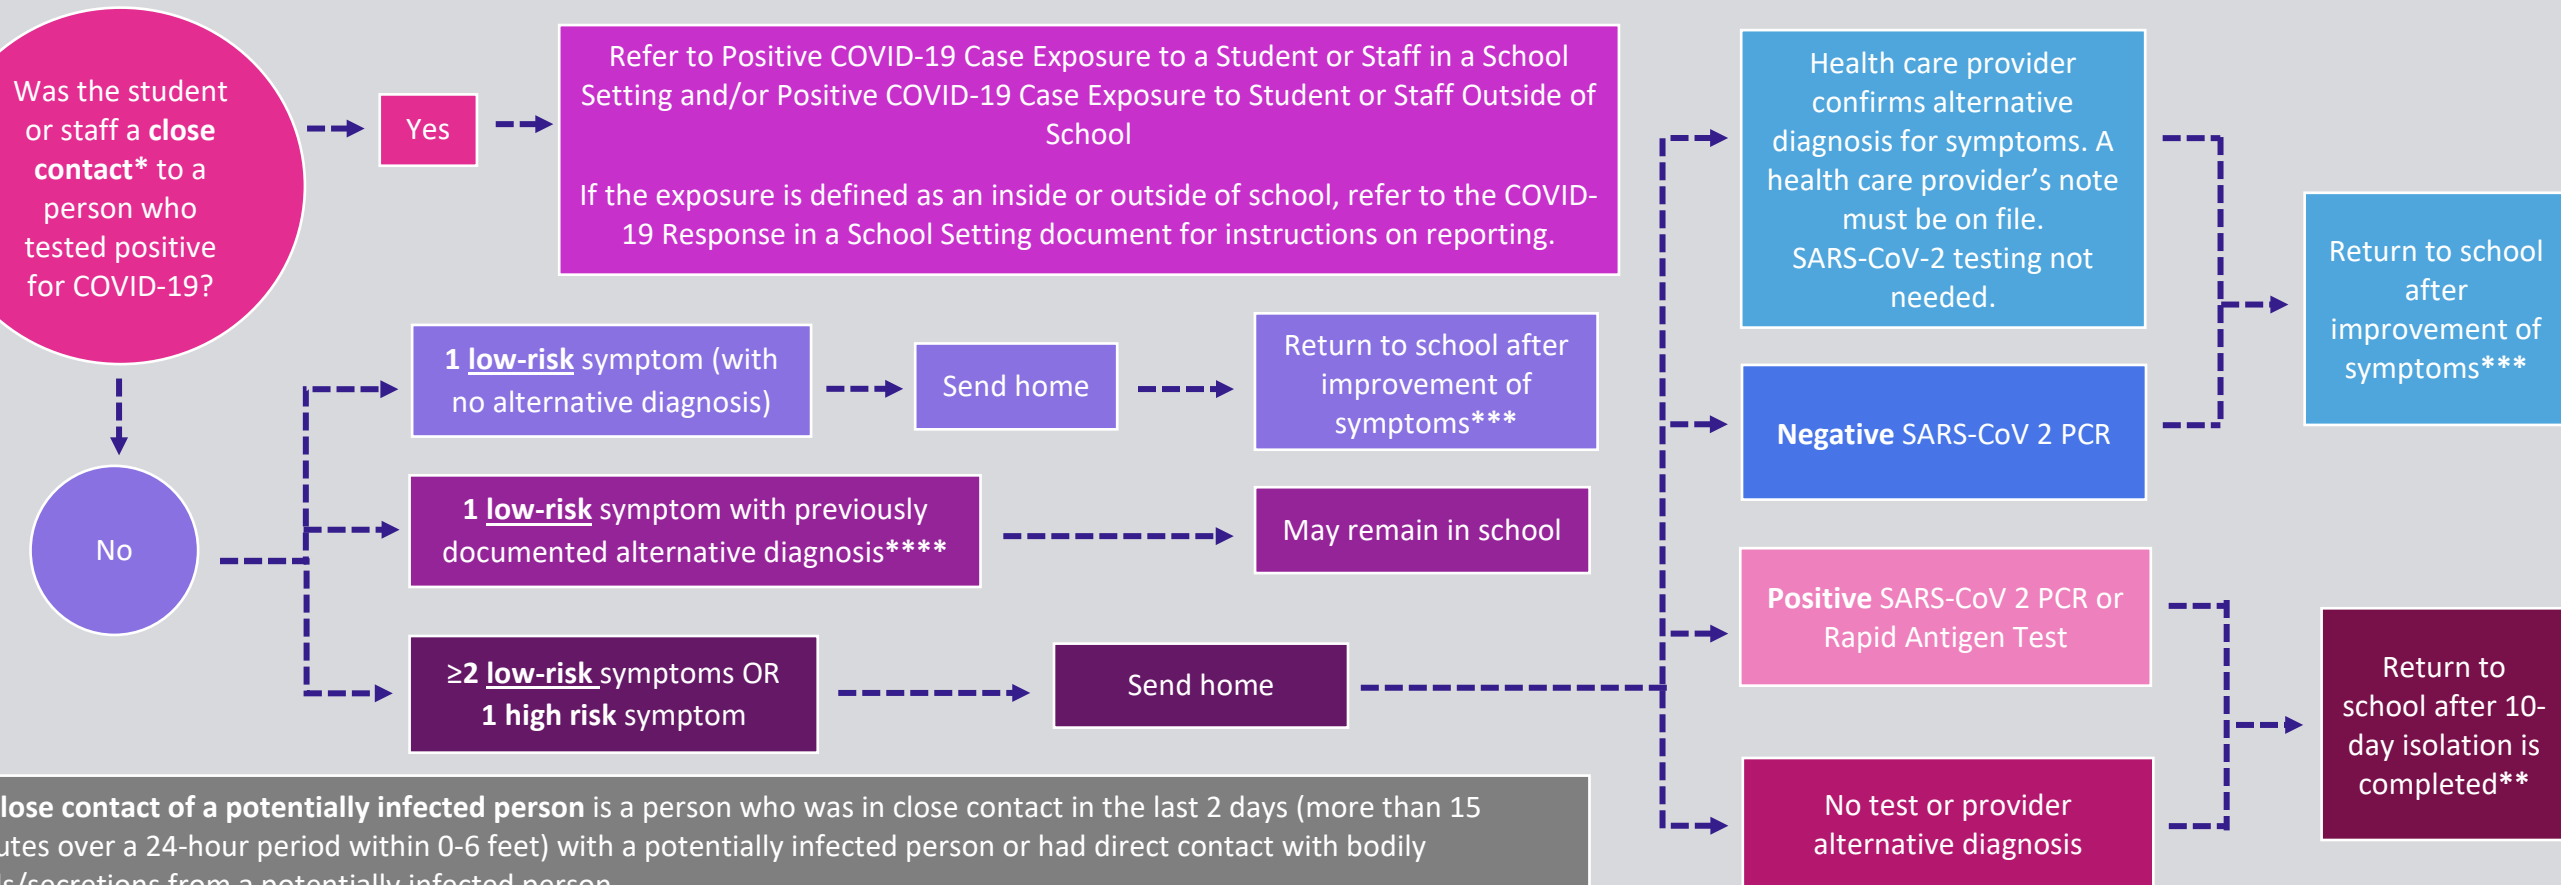 Was the student
or staff a close
contact* to a
person who
tested positive
for COVID-19?
Yes
Refer to Positive COVID-19 Case Exposure to a Student or Staff in a School
Setting and/or Positive COVID-19 Case Exposure to Student or Staff Outside of
School
If the exposure is defined as an inside or outside of school, refer to the COVID-
19 Response in a School Setting document for instructions on reporting.
No
1 low-risk symptom (with
no alternative diagnosis)
Send home
Return to school after
improvement of
symptoms***
1 low-risk symptom with previously
documented alternative diagnosis****
May remain in school
≥2 low-risk symptoms OR
1 high risk symptom
Send home
Health care provider
confirms alternative
diagnosis for symptoms. A
health care provider's note
must be on file.
SARS-CoV-2 testing not
needed.
Negative SARS-CoV 2 PCR
Return to school
after
improvement of
symptoms***
Positive SARS-CoV 2 PCR or
Rapid Antigen Test
No test or provider
alternative diagnosis
Return to
school after 10-
day isolation is
completed**
contact of a potentially infected person is a person who was in close contact in the last 2 days (more than 15
over a 24-hour period within 0-6 feet) with a potentially infected person or had direct contact with bodily
from a potentially infected person